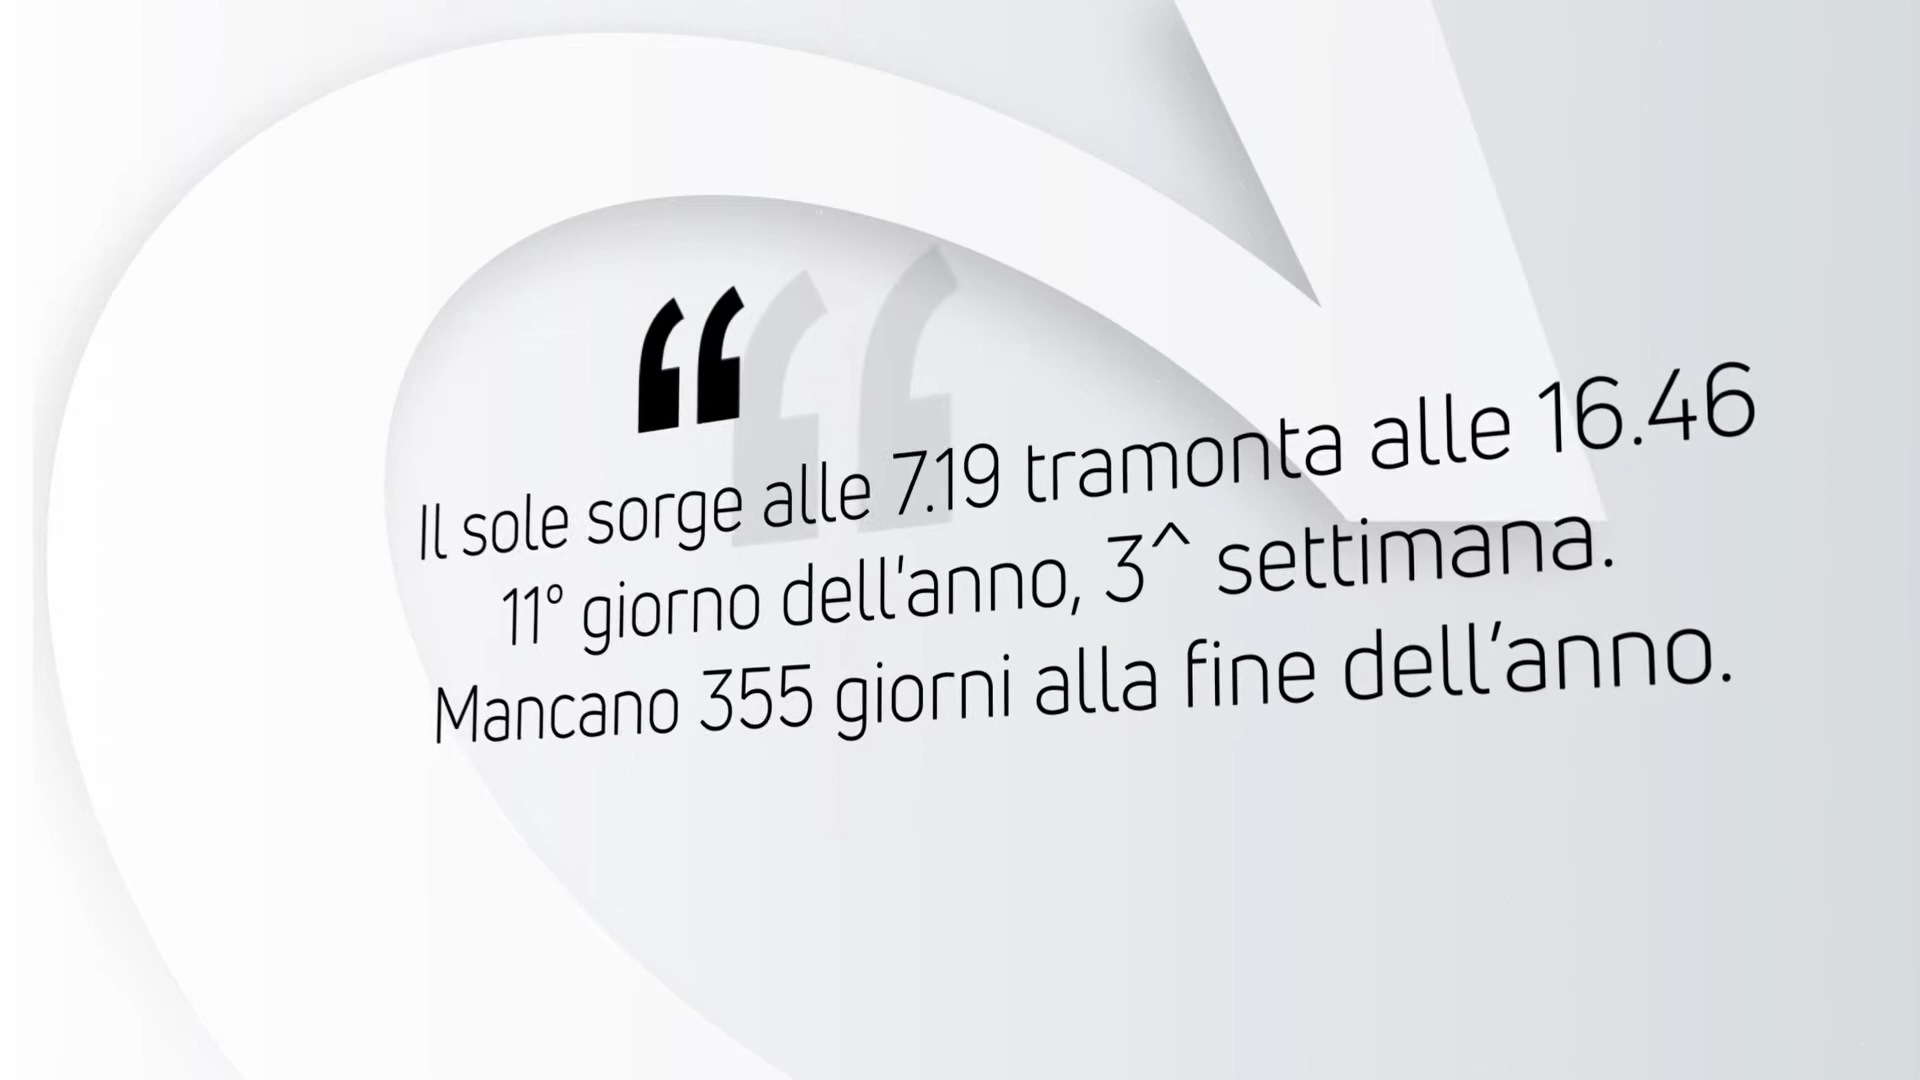 “
Il sole sorge alle 7.19 tramonta alle 16.46
11° giorno dell'anno, 3^ settimana.
Mancano 355 giorni alla fine dell'anno.